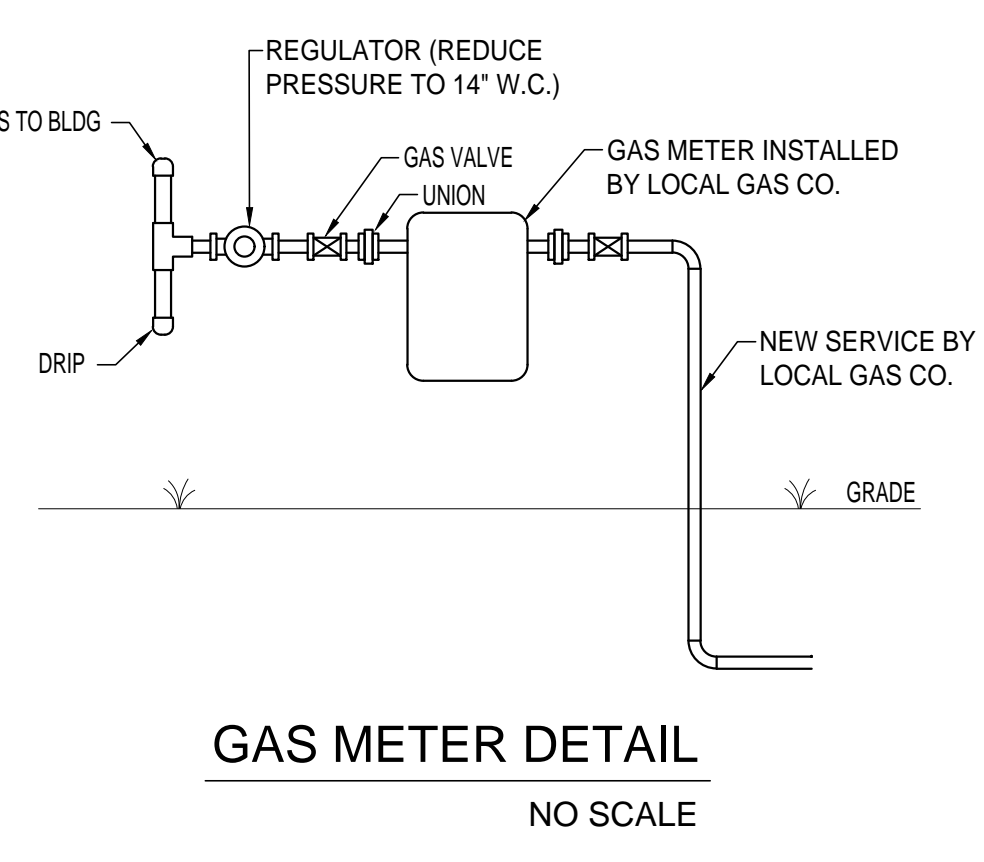 REGULATOR (REDUCE
PRESSURE TO 14" W.C.)
TO BLDG
GAS VALVE
UNION
GAS METER INSTALLED
BY LOCAL GAS CO.
DRIP
NEW SERVICE BY
LOCAL GAS CO.
GRADE
GAS METER DETAIL
NO SCALE